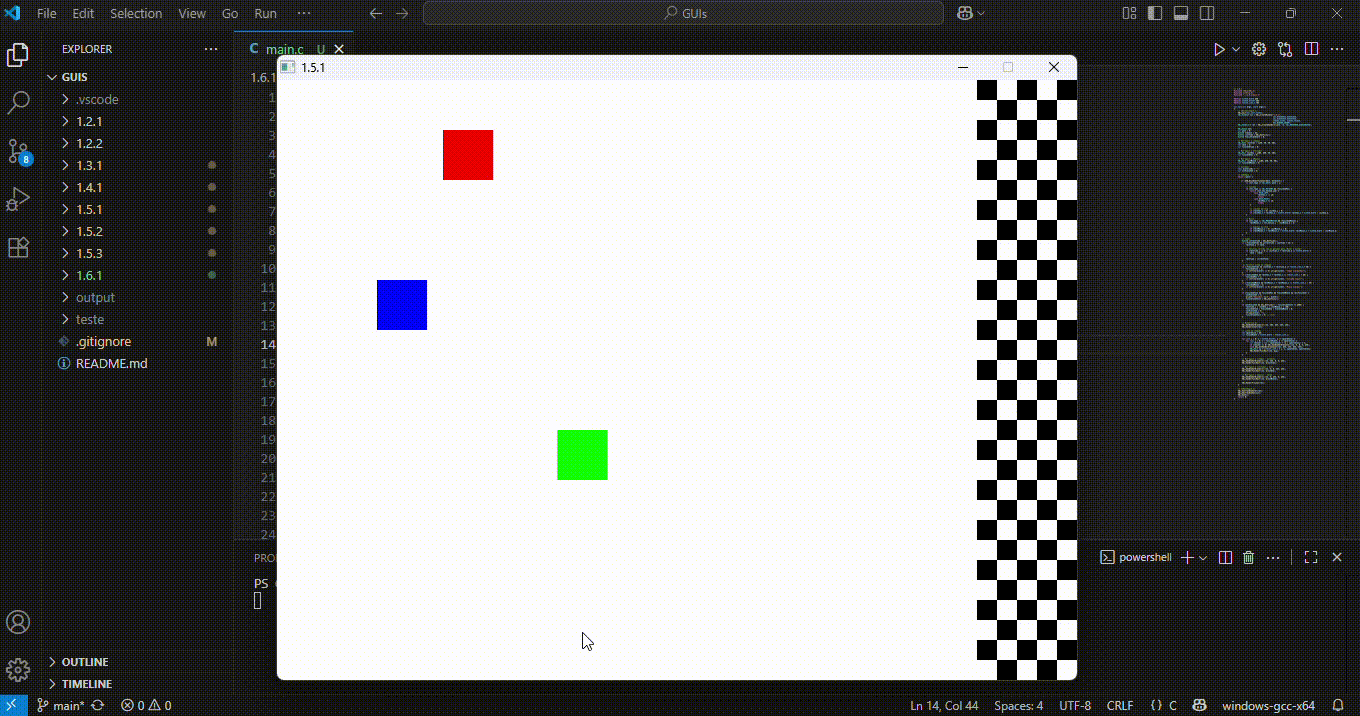 File Edit Selection View Go Run ··· GUIs
EXPLORER ···
C main.c U
1.5.1
GUIS
1.6.1
.vscode
1.2.1
1.2.2
1.3.1
1.4.1
1.5.1
1.5.2
1.5.3
1.6.1
output
teste
.gitignore M
README.md
8
1
2
3
4
5
6
7
8
9
10
11
12
13
14
15
16
17
18
19
20
21
22
23
24
powershell
PS
OUTLINE
TIMELINE
main* 0 0 Ln 14, Col 44 Spaces: 4 UTF-8 CRLF {} C windows-gcc-x64